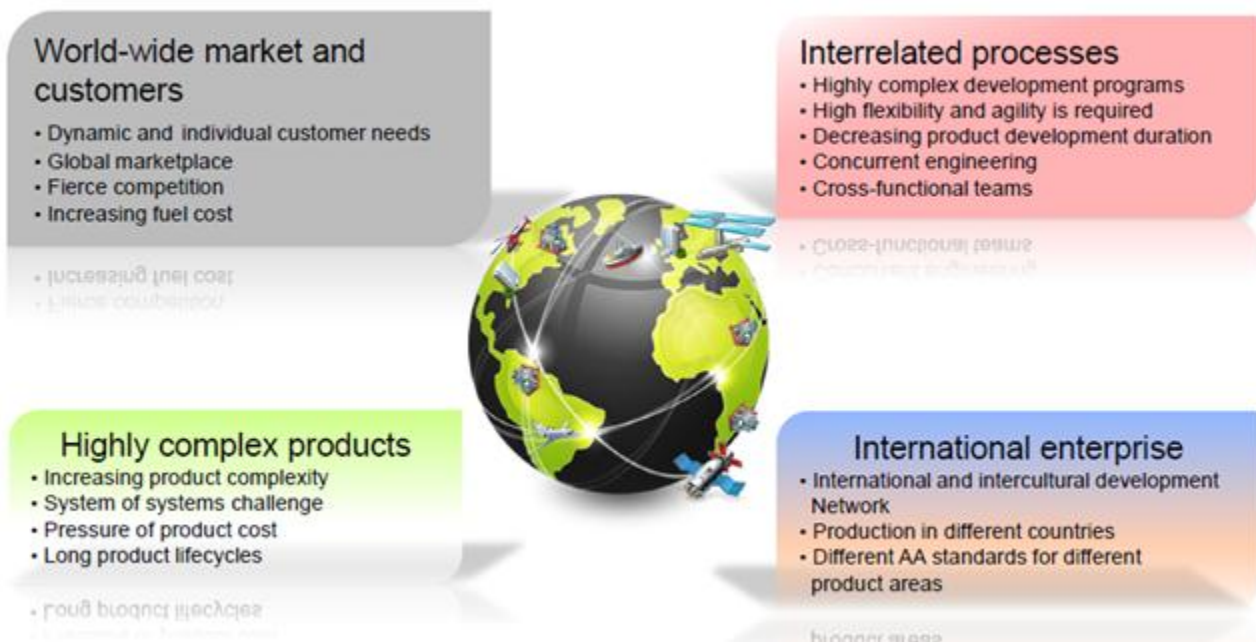 World-wide market and
customers
• Dynamic and individual customer needs
• Global marketplace
• Fierce competition
• Increasing fuel cost
Interrelated processes
• Highly complex development programs
• High flexibility and agility is required
• Decreasing product development duration
• Concurrent engineering
• Cross-functional teams
Highly complex products
• Increasing product complexity
• System of systems challenge
• Pressure of product cost
• Long product lifecycles
International enterprise
• International and intercultural development
Network
• Production in different countries
• Different AA standards for different
product areas